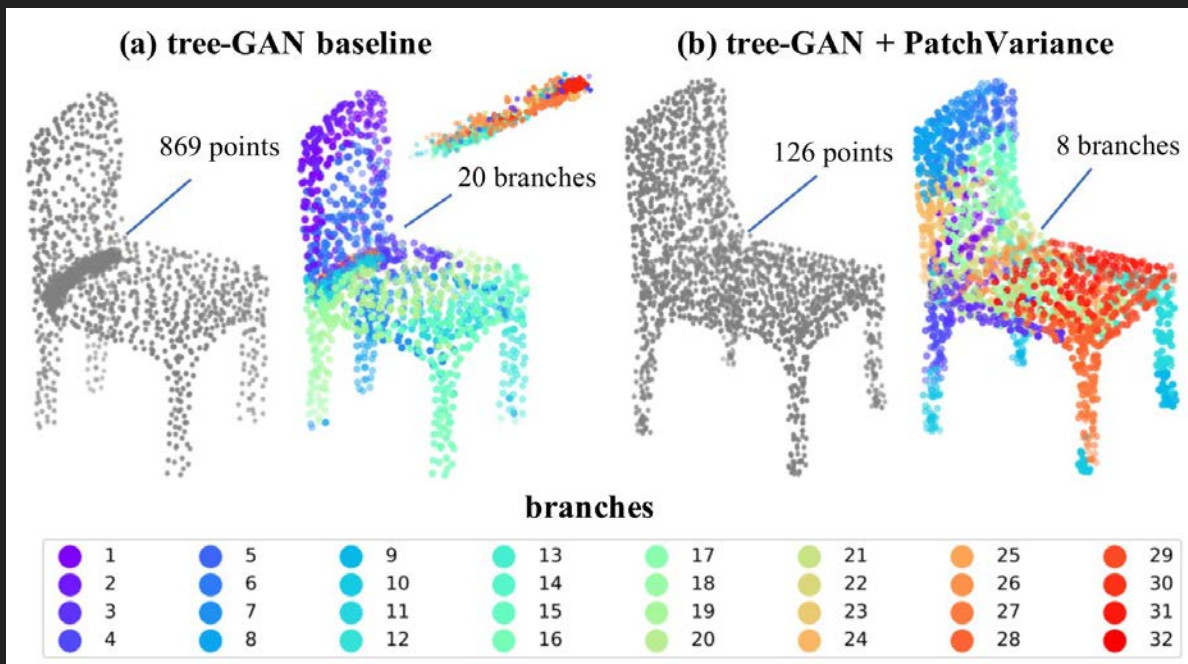 (a) tree-GAN baseline
(b) tree-GAN + PatchVariance
869 points
20 branches
126 points
8 branches
branches
1 5 9 13 17 21 25 29
2 6 10 14 18 22 26 30
3 7 11 15 19 23 27 31
4 8 12 16 20 24 28 32